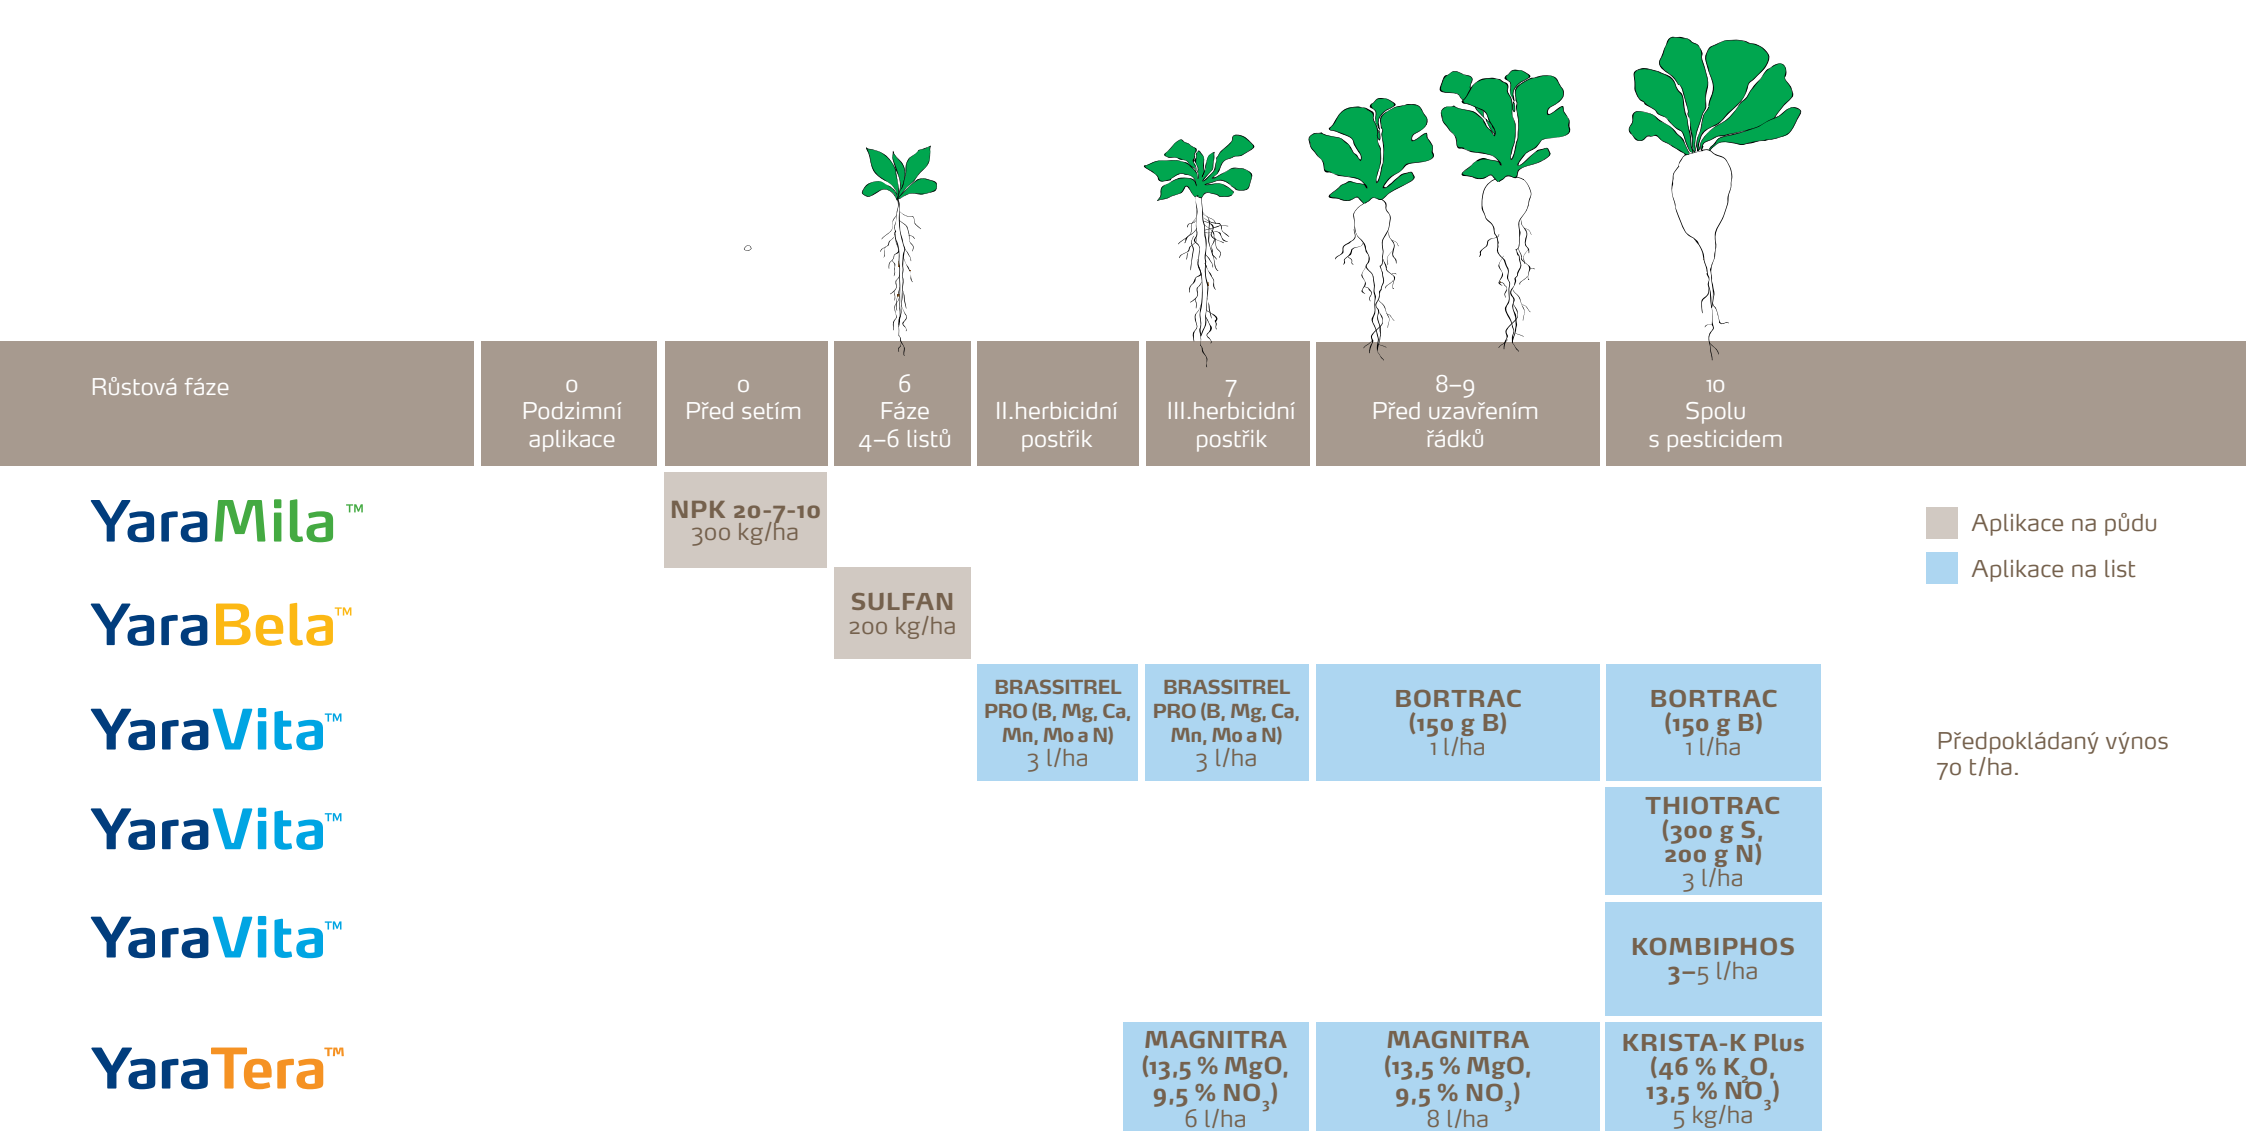 Růstová fáze
0
Podzimní
aplikace
0
Před setím
6
Fáze
4–6 listů
II.herbicidní
postřik
7
III.herbicidní
postřik
8–9
Před uzavřením
řádků
10
Spolu
s pesticidem
YaraMila™
NPK 20-7-10
300 kg/ha
Aplikace na půdu
Aplikace na list
YaraBela™
SULFAN
200 kg/ha
YaraVita™
BRASSITREL
PRO (B, Mg, Ca,
Mn, Mo a N)
3 l/ha
BRASSITREL
PRO (B, Mg, Ca,
Mn, Mo a N)
3 l/ha
BORTRAC
(150 g B)
1 l/ha
BORTRAC
(150 g B)
1 l/ha
Předpokládaný výnos
70 t/ha.
YaraVita™
THIOTRAC
(300 g S,
200 g N)
3 l/ha
YaraVita™
KOMBIPHOS
3–5 l/ha
YaraTera™
MAGNITRA
(13,5 % MgO,
9,5 % NO₃)
6 l/ha
MAGNITRA
(13,5 % MgO,
9,5 % NO₃)
8 l/ha
KRISTA-K Plus
(46 % K₂O,
13,5 % NO₃)
5 kg/ha